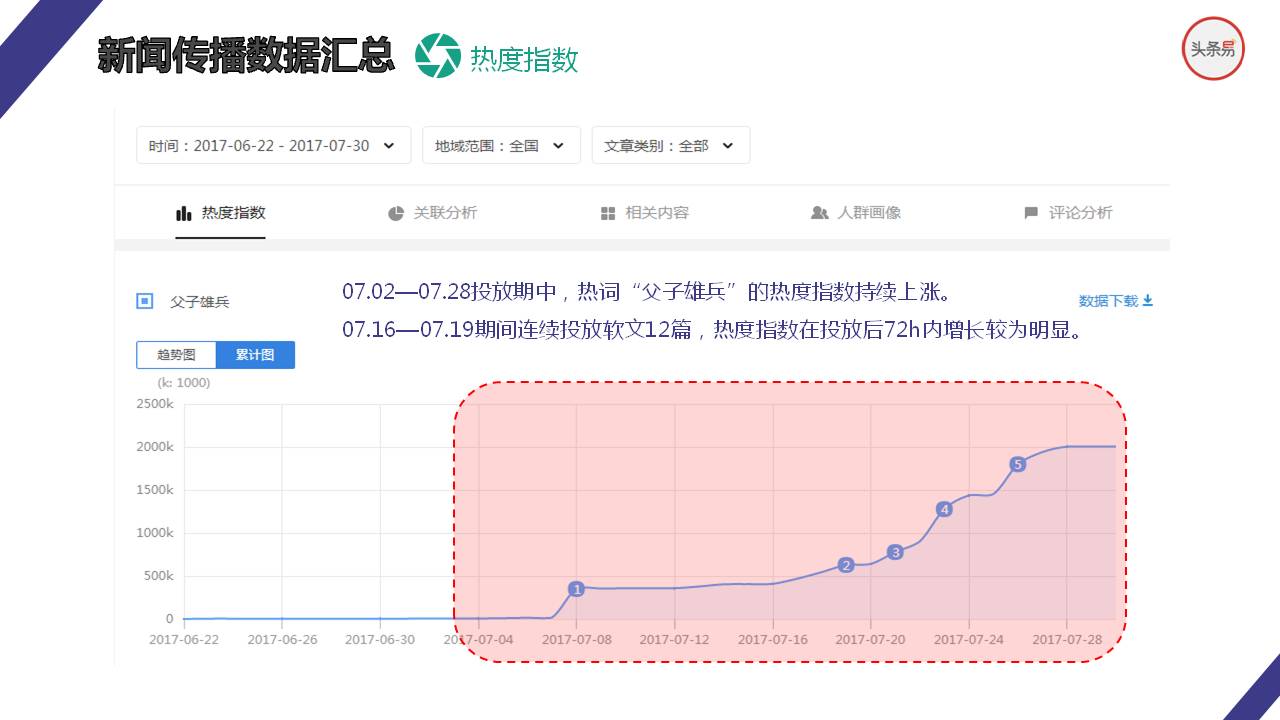 新闻传播数据汇总
热度指数
头条易
时间：2017-06-22 - 2017-07-30
地域范围：全国
文章类别：全部
热度指数
关联分析
相关内容
人群画像
评论分析
父子雄兵
07.02—07.28投放期中，热词“父子雄兵”的热度指数持续上涨。
数据下载
07.16—07.19期间连续投放软文12篇，热度指数在投放后72h内增长较为明显。
趋势图
累计图
(k: 1000)
2500k
2000k
1500k
1000k
500k
0
1
2
3
4
5
2017-06-22
2017-06-26
2017-06-30
2017-07-04
2017-07-08
2017-07-12
2017-07-16
2017-07-20
2017-07-24
2017-07-28